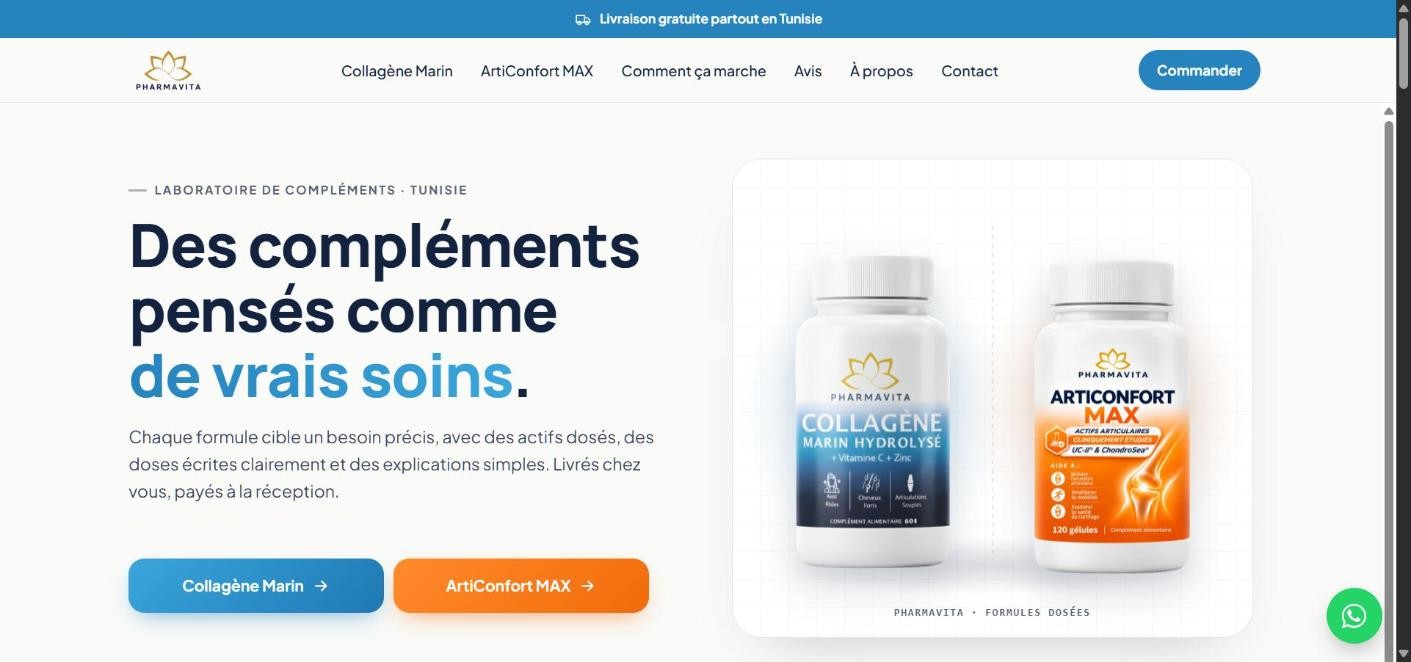 Livraison gratuite partout en Tunisie
PHARMAVITA
Collagène Marin
ArtiConfort MAX
Comment ça marche
Avis
À propos
Contact
Commander
LABORATOIRE DE COMPLÉMENTS · TUNISIE
Des compléments
pensés comme
de vrais soins.
Chaque formule cible un besoin précis, avec des actifs dosés, des
doses écrites clairement et des explications simples. Livrés chez
vous, payés à la réception.
Collagène Marin →
ArtiConfort MAX →
PHARMAVITA
COLLAGÈNE
MARIN HYDROLYSÉ
+ Vitamine C + Zinc
Anti
Rides
Cheveux
Forts
Articulations
Souples
COMPLÉMENT ALIMENTAIRE
PHARMAVITA
ARTICONFORT
MAX
ACTIFS ARTICULAIRES
CLINIQUEMENT ÉTUDIÉS
UC-II® & ChondroSea®
AIDE À :
120 gélules
Complément alimentaire
PHARMAVITA · FORMULES DOSÉES